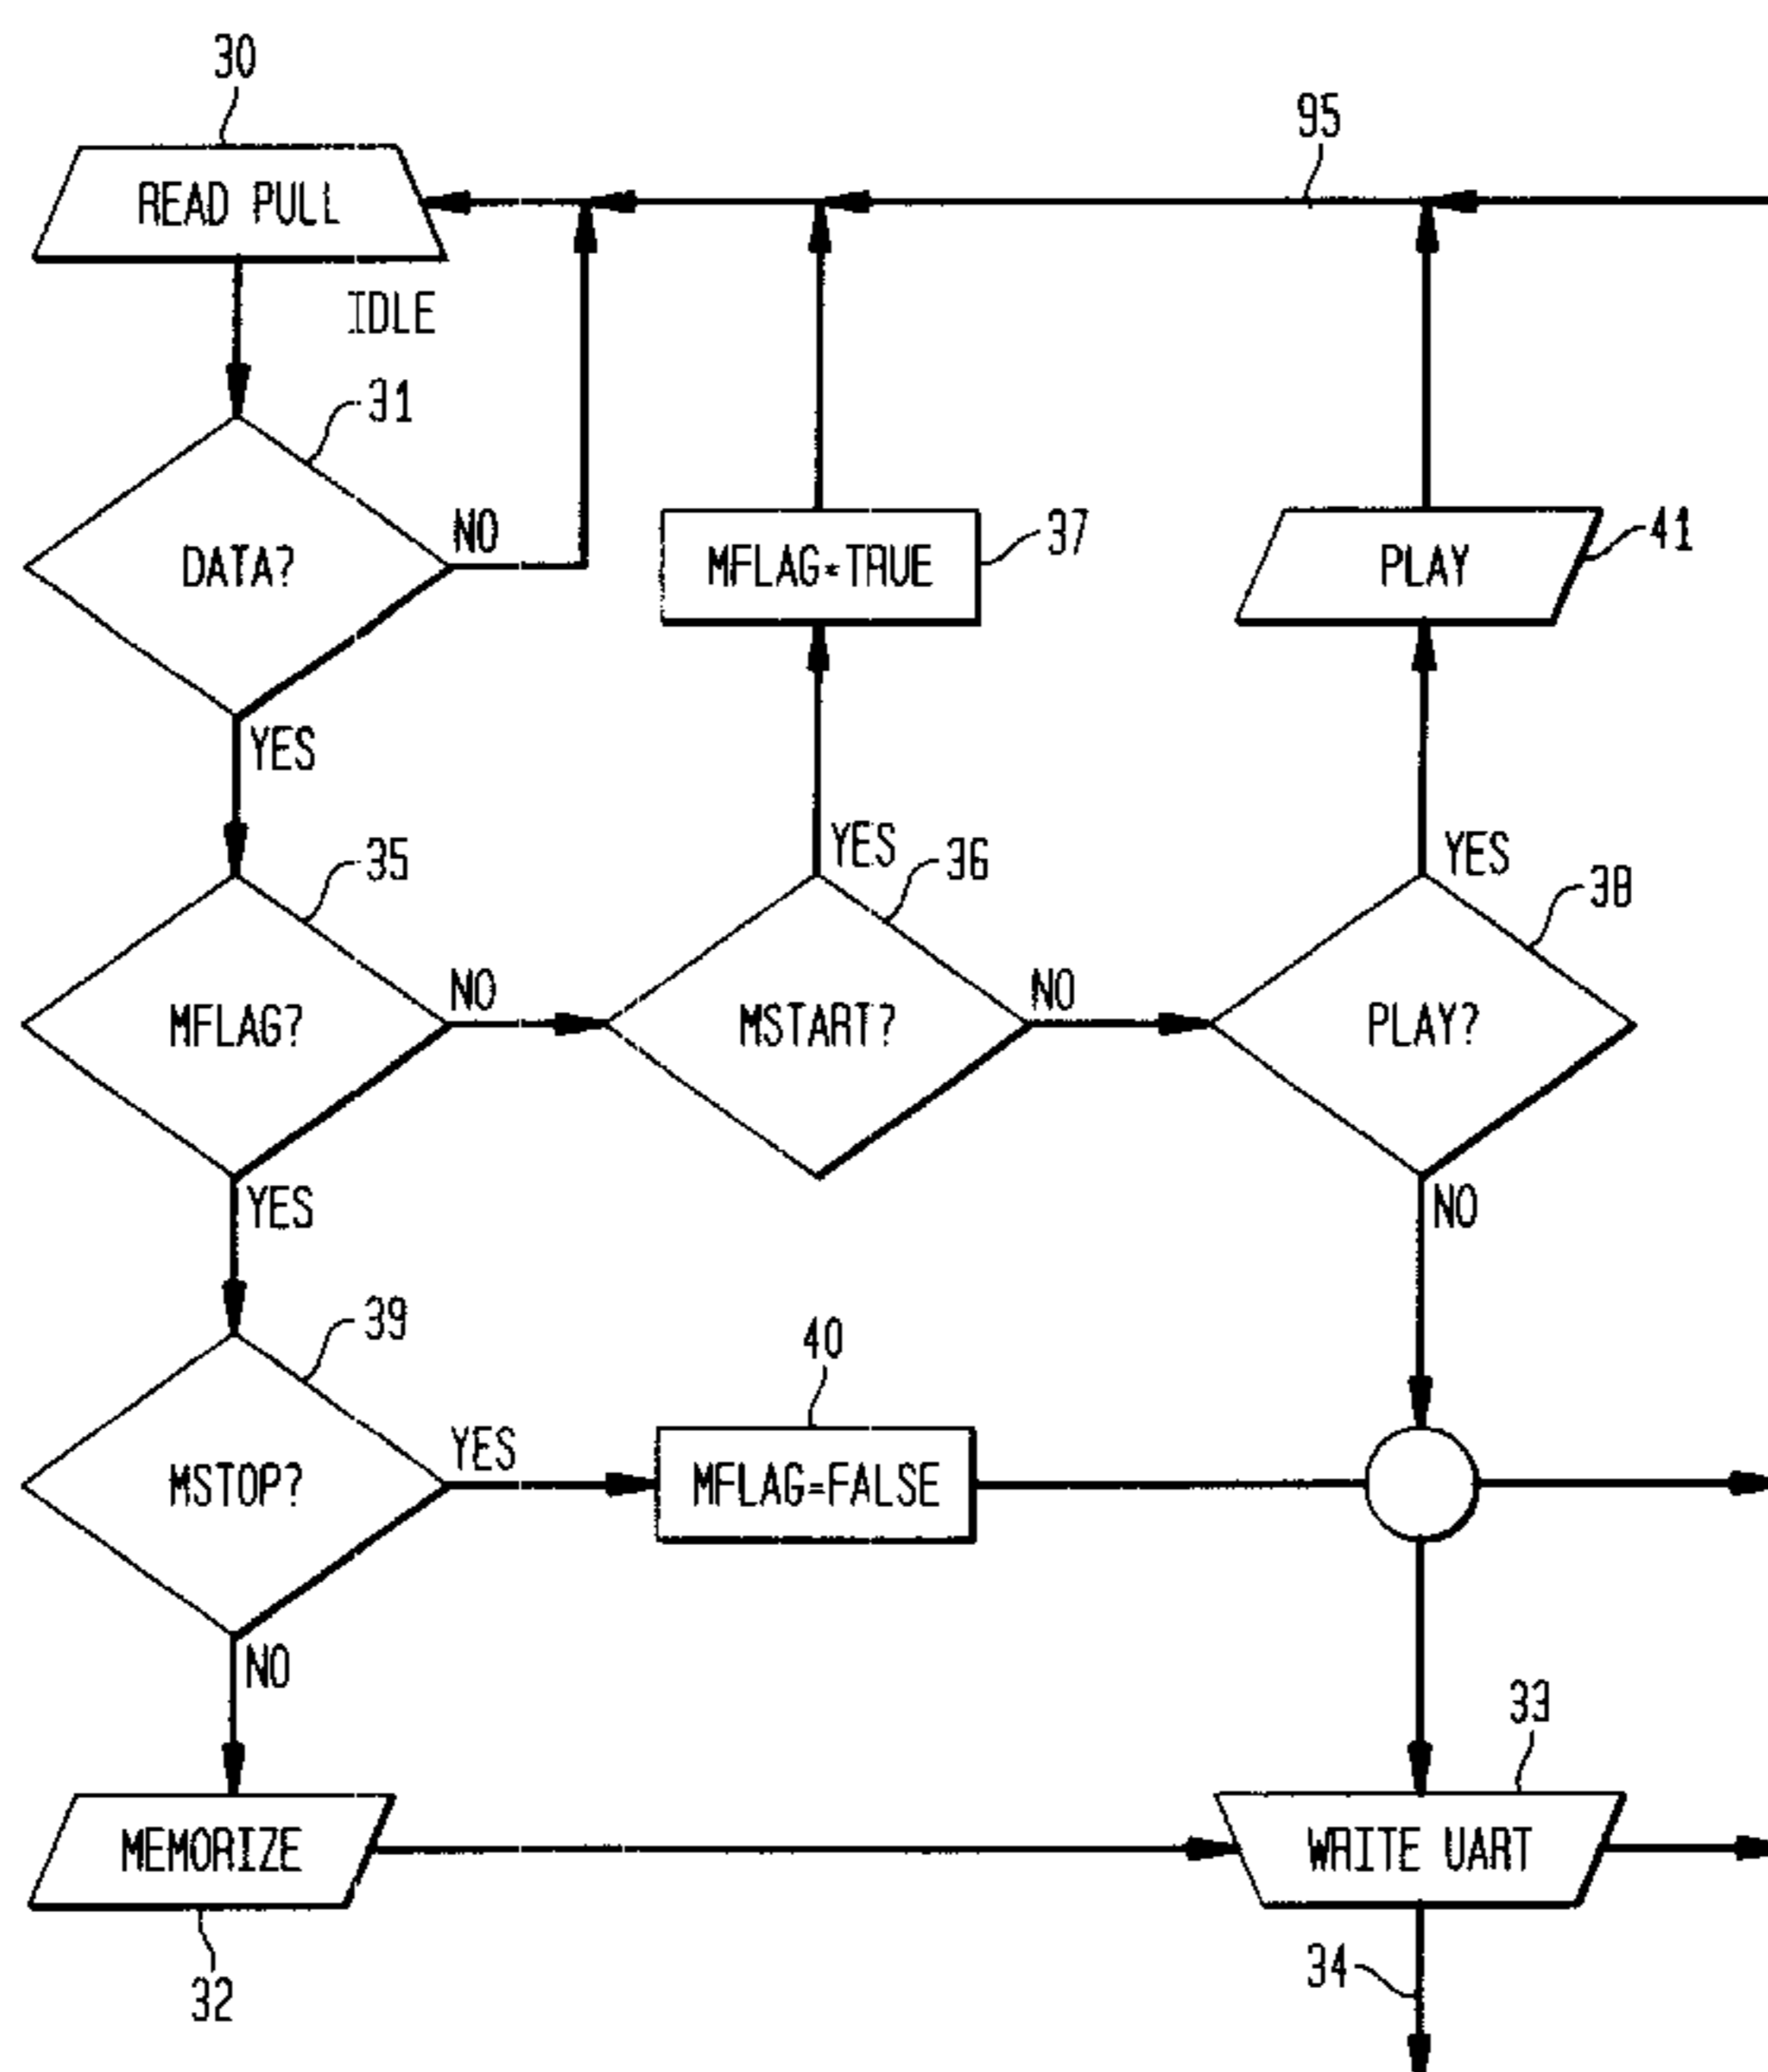 30
95
READ PULL
IDLE
31
NO
DATA?
MFLAG=TRUE
37
PLAY
41
YES
35
YES
36
YES
38
MFLAG?
NO
MSTART?
NO
PLAY?
YES
NO
39
40
MSTOP?
YES
MFLAG=FALSE
NO
33
MEMORIZE
WRITE UART
32
34